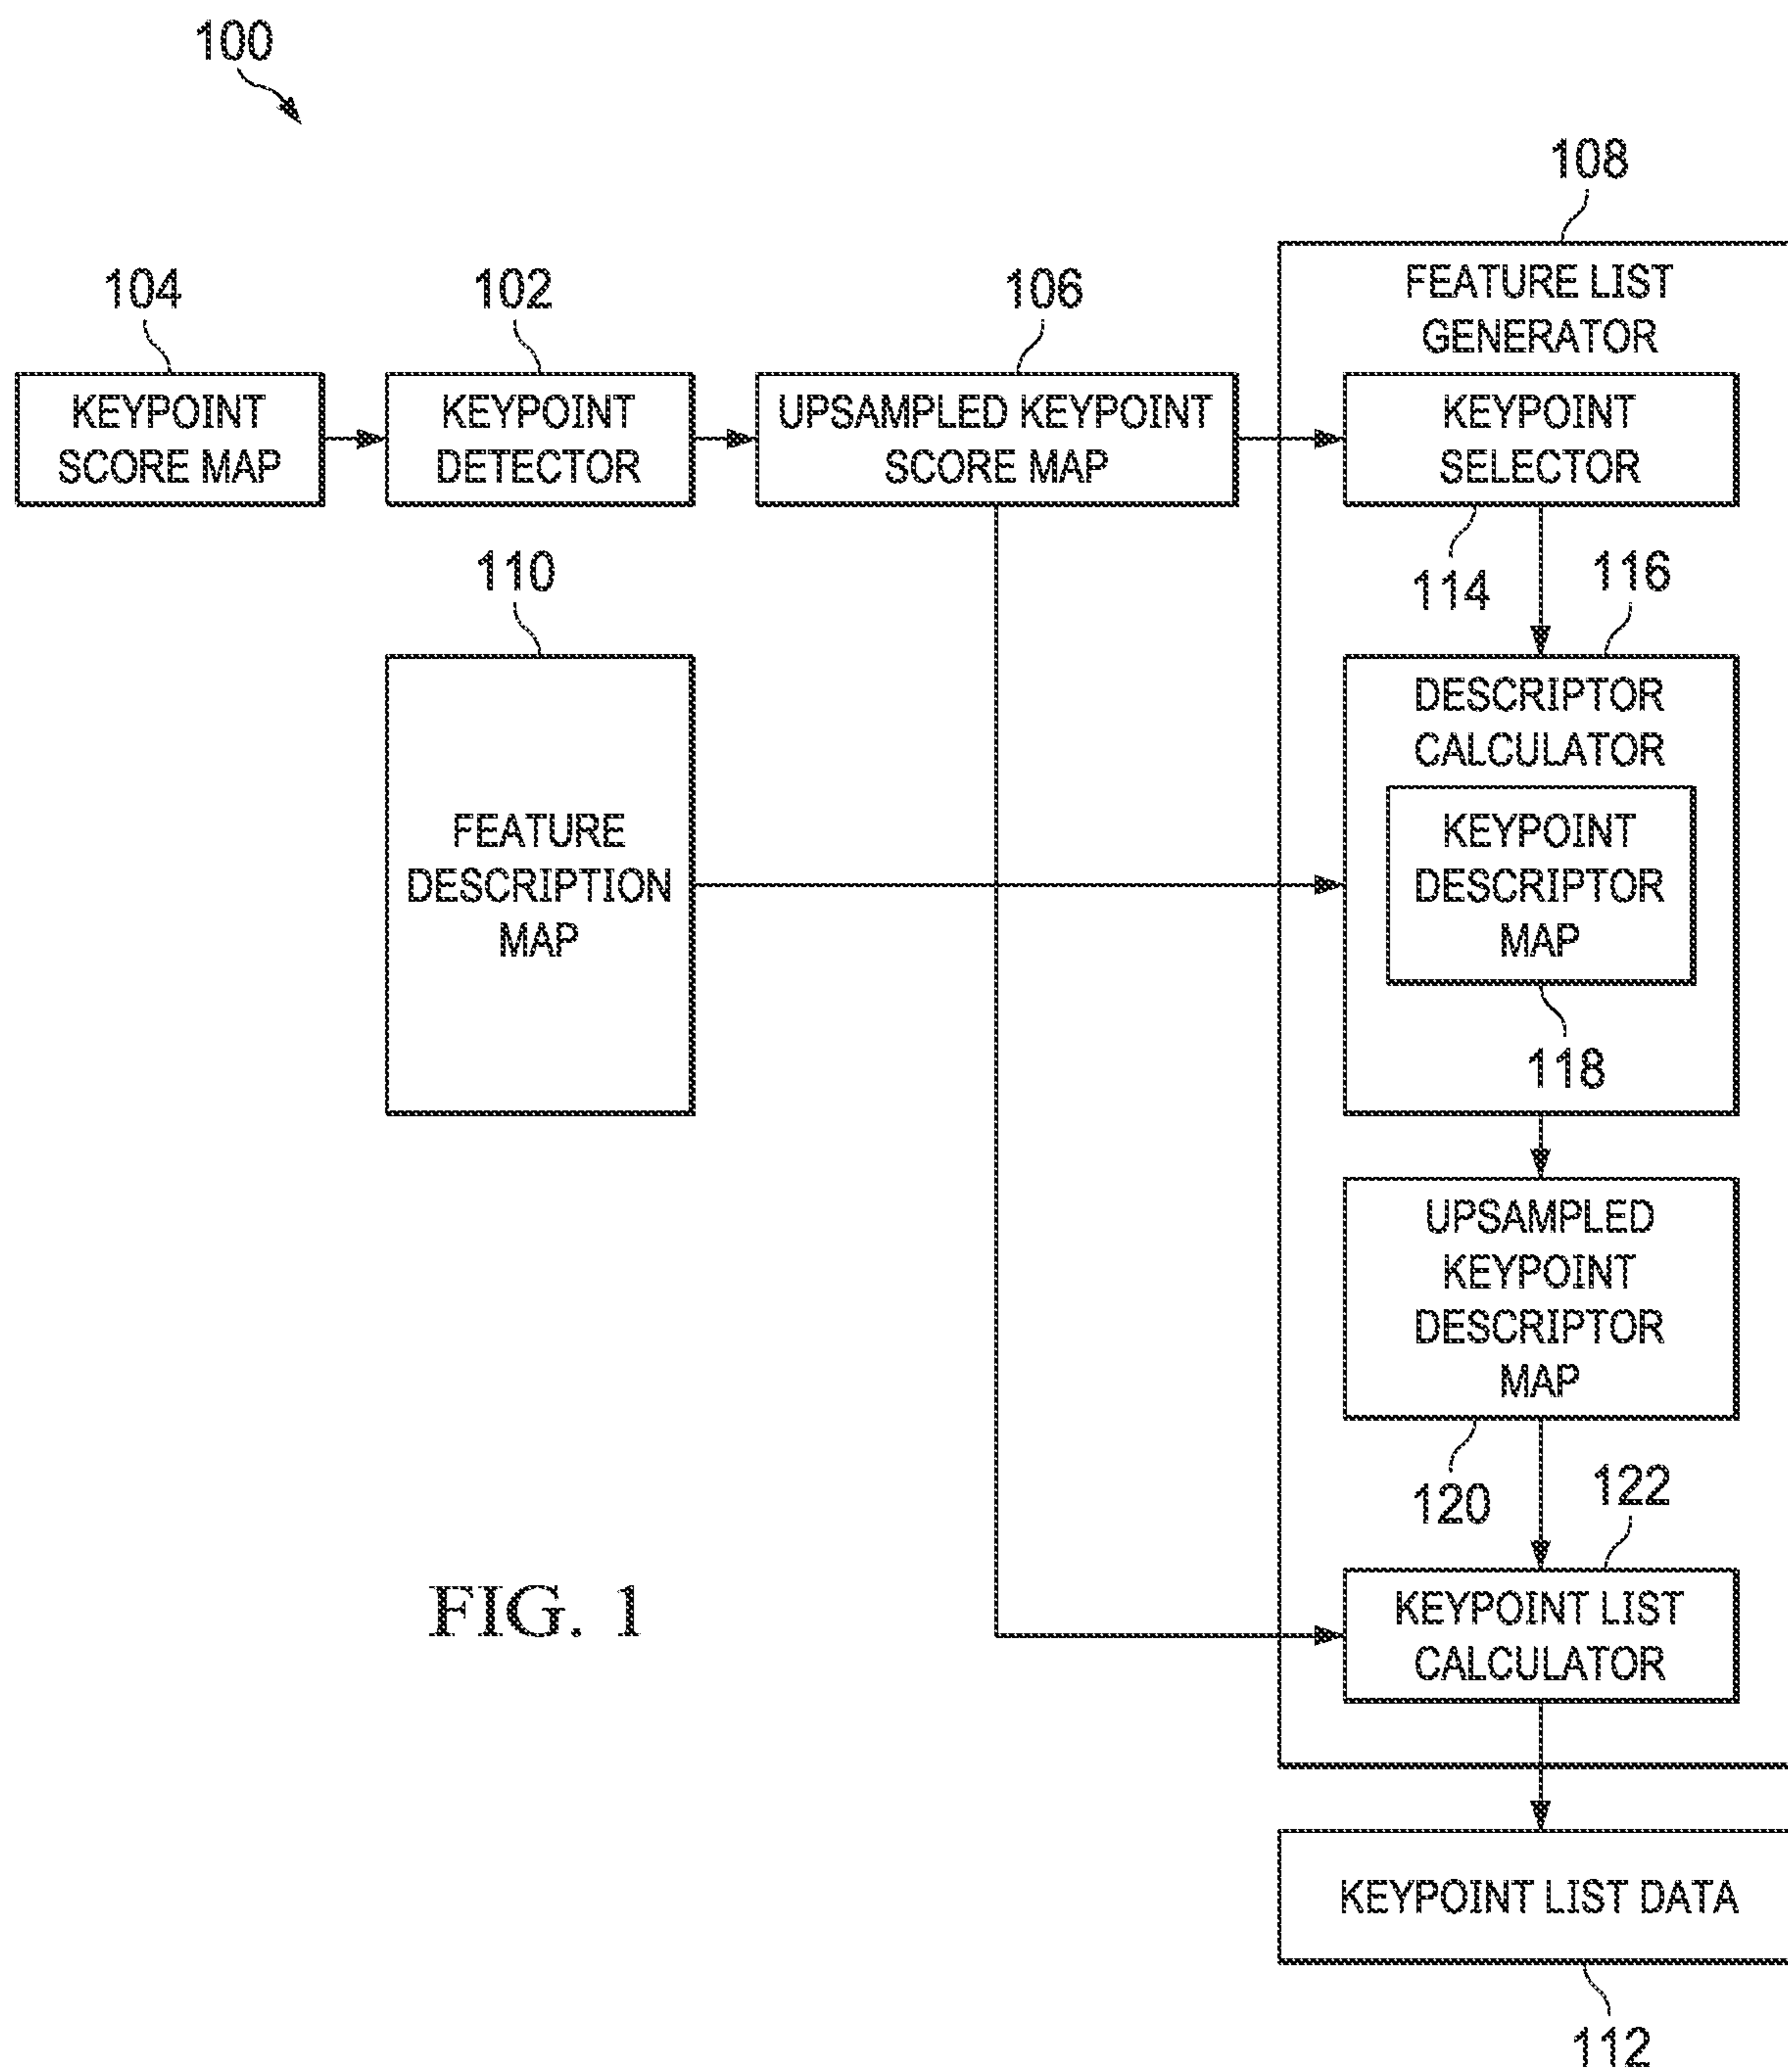 100
108
FEATURE LIST
GENERATOR
104
102
106
KEYPOINT
SCORE MAP
KEYPOINT
DETECTOR
UPSAMPLED KEYPOINT
SCORE MAP
KEYPOINT
SELECTOR
110
114
116
FEATURE
DESCRIPTION
MAP
DESCRIPTOR
CALCULATOR
KEYPOINT
DESCRIPTOR
MAP
118
UPSAMPLED
KEYPOINT
DESCRIPTOR
MAP
120
122
KEYPOINT LIST
CALCULATOR
FIG. 1
KEYPOINT LIST DATA
112